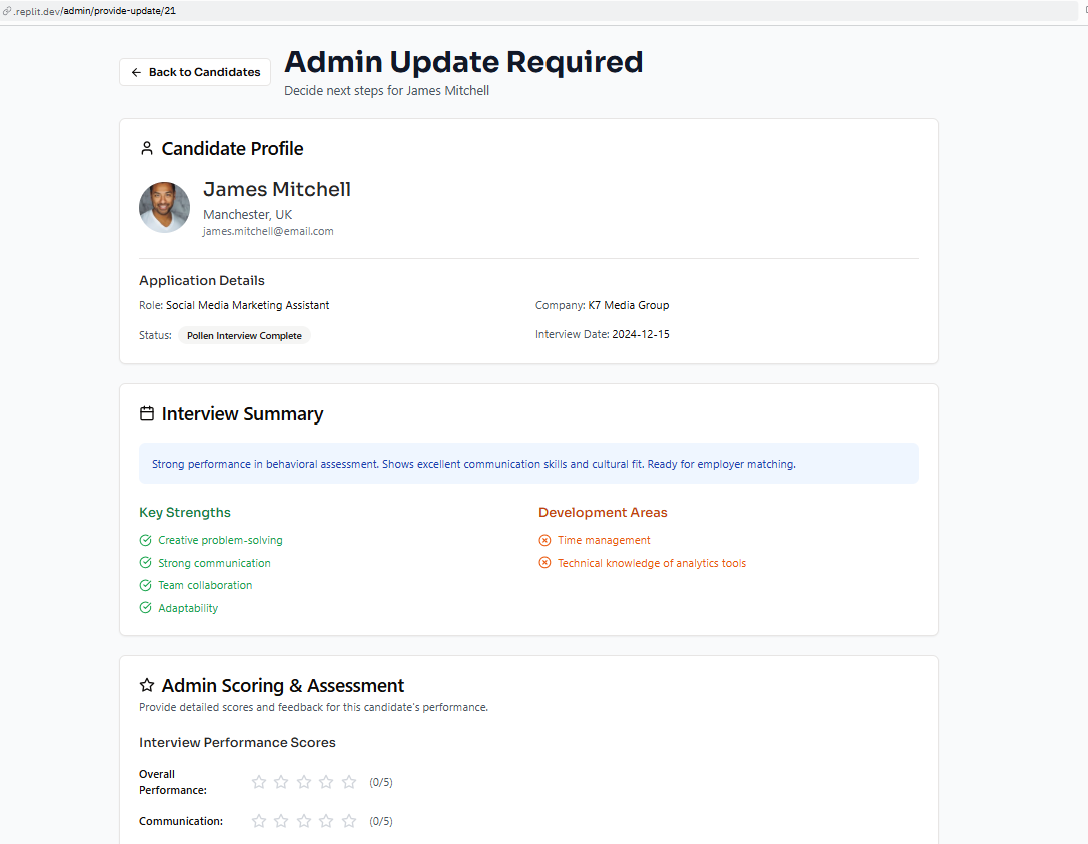 .replit.dev/admin/provide-update/21
Back to Candidates
Admin Update Required
Decide next steps for James Mitchell
Candidate Profile
James Mitchell
Manchester, UK
james.mitchell@email.com
Application Details
Role: Social Media Marketing Assistant
Company: K7 Media Group
Status: Pollen Interview Complete
Interview Date: 2024-12-15
Interview Summary
Strong performance in behavioral assessment. Shows excellent communication skills and cultural fit. Ready for employer matching.
Key Strengths
Creative problem-solving
Strong communication
Team collaboration
Adaptability
Development Areas
Time management
Technical knowledge of analytics tools
Admin Scoring & Assessment
Provide detailed scores and feedback for this candidate's performance.
Interview Performance Scores
Overall
Performance:
(0/5)
Communication:
(0/5)